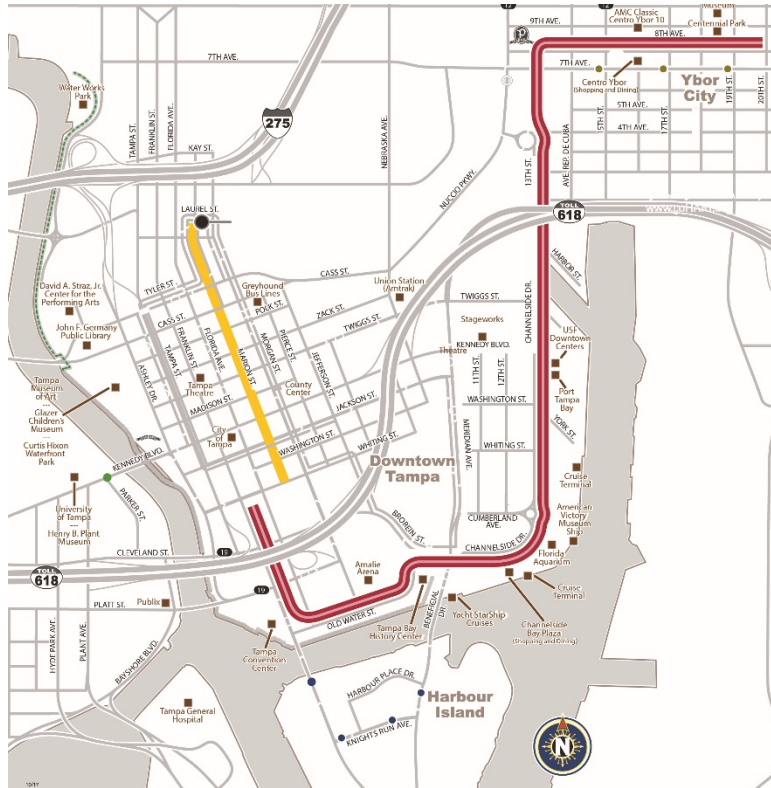 12
12
Museum
AMC Classic
Centro Ybor 10
Centennial Park
9TH AVE.
8TH AVE.
7TH AVE.
7TH AVE.
Centro Ybor
(Shopping and Dining)
Ybor
City
5TH AVE.
4TH AVE.
5TH ST.
17TH ST.
19TH ST.
20TH ST.
AVE. REP. DE CUBA
13TH ST.
Water Works
Park
TAMPA ST.
FRANKLIN ST.
FLORIDA AVE.
275
KAY ST.
NEBRASKA AVE.
NUCCIO PKWY.
LAUREL ST.
TOLL
618
HARBOR ST.
TYLER ST.
CASS ST.
David A. Straz, Jr.
Center for the
Performing Arts
John F. Germany
Public Library
Greyhound
Bus Lines
POLK ST.
Union Station
(Amtrak)
ZACK ST.
TWIGGS ST.
TWIGGS ST.
CHANNELSIDE DR.
CASS ST.
Stageworks
Theatre
KENNEDY BLVD.
USF
Downtown
Centers
Port
Tampa
Bay
ASHLEY DR.
TAMPA ST.
FRANKLIN ST.
FLORIDA AVE.
MARION ST.
MORGAN ST.
PIERCE ST.
JEFFERSON ST.
11TH ST.
12TH ST.
Tampa
Theatre
County
Center
Tampa
Museum
of Art
Glazer
Children's
Museum
Curtis Hixon
Waterfront
Park
MADISON ST.
JACKSON ST.
WASHINGTON ST.
City
of
Tampa
YORK ST.
MERIDIAN AVE.
WASHINGTON ST.
WHITING ST.
WHITING ST.
KENNEDY BLVD.
Downtown
Tampa
Cruise
Terminal
PARKER ST.
University
of Tampa
Henry B. Plant
Museum
American
Victory
Museum
Ship
CUMBERLAND
AVE.
BROREIN ST.
CHANNELSIDE DR.
CLEVELAND ST.
19
Florida
Aquarium
TOLL
618
Amalie
Arena
19
Cruise
Terminal
PLATT ST.
Publix
OLD WATER ST.
Tampa Bay
History Center
BENEFICIAL
DR.
Yacht StarShip
Cruises
Channelside
Bay Plaza
(Shopping and Dining)
HYDE PARK AVE.
PLANT AVE.
BAYSHORE BLVD.
Tampa
Convention
Center
HARBOUR PLACE DR.
Harbour
Island
Tampa General
Hospital
KNIGHTS RUN AVE.
N
10/17